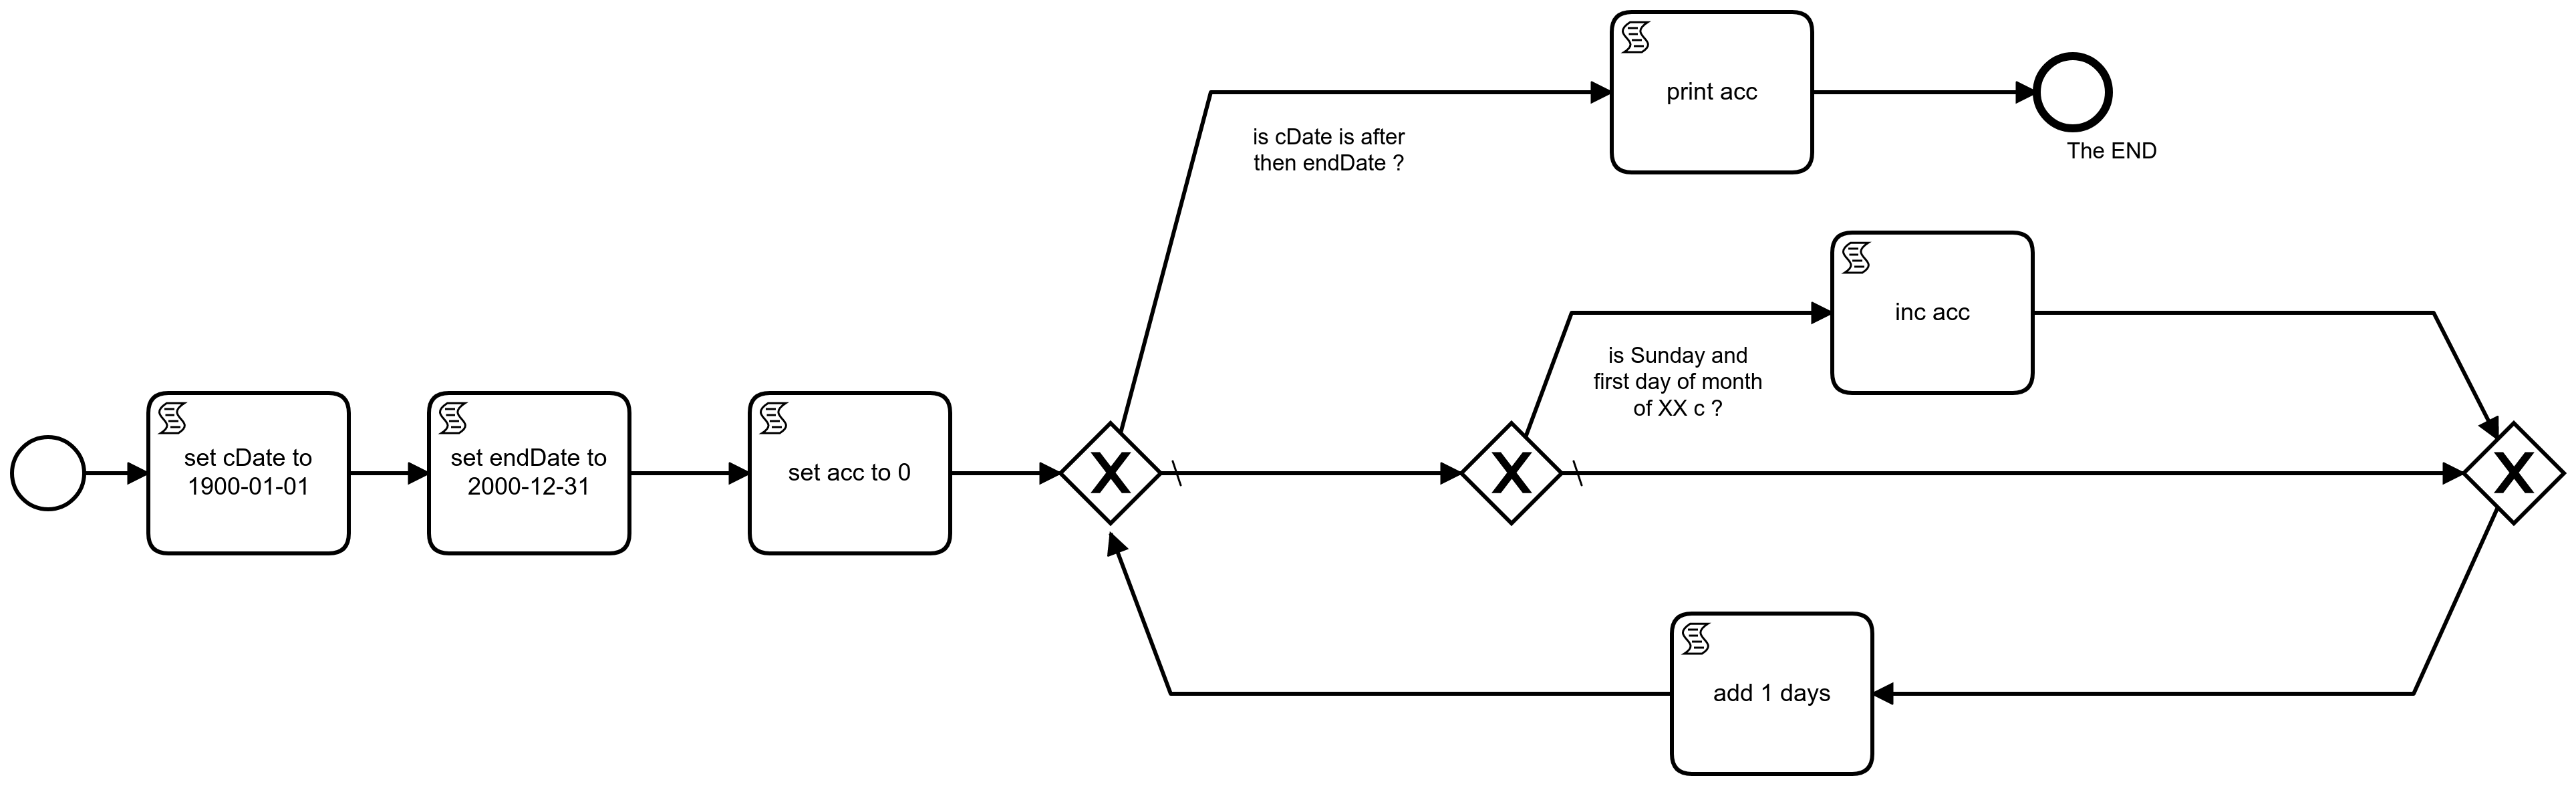 set cDate to
1900-01-01
set endDate to
2000-12-31
set acc to 0
is cDate is after
then endDate ?
print acc
The END
is Sunday and
first day of month
of XX c ?
inc acc
add 1 days